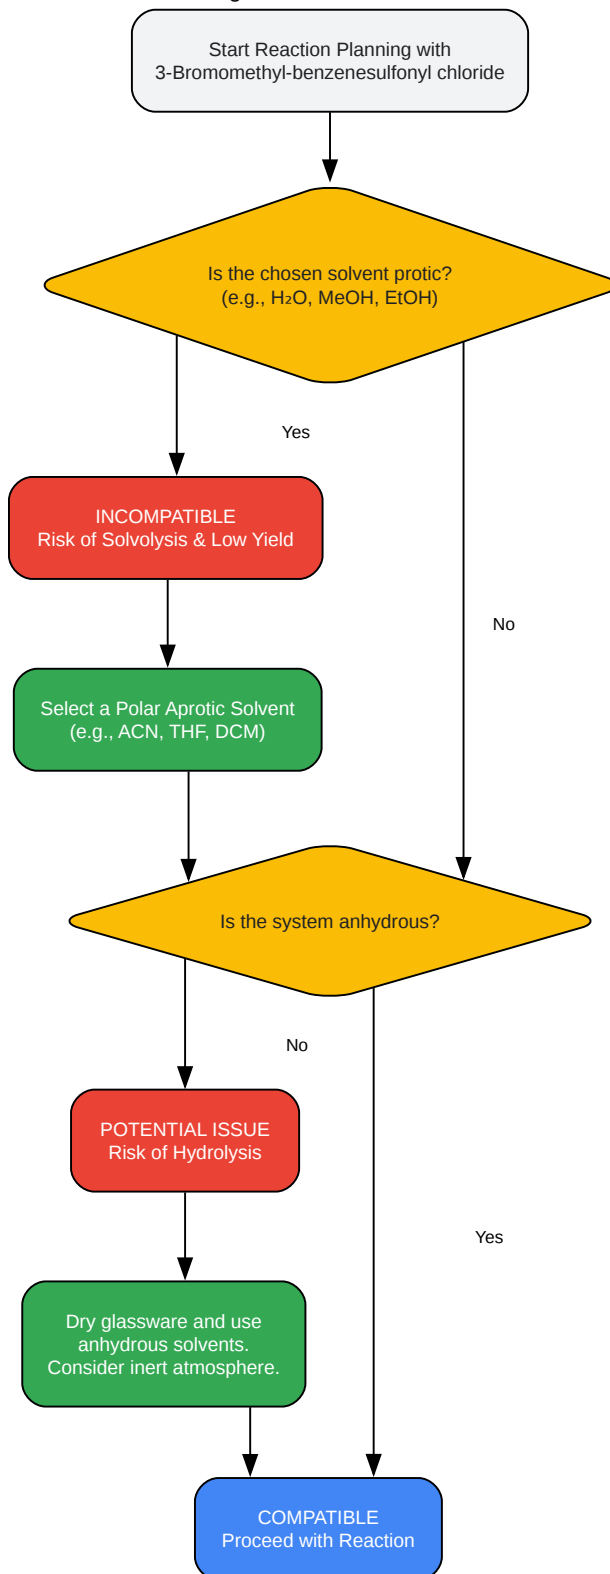 Start Reaction Planning with
3-Bromomethyl-benzenesulfonyl chloride
Is the chosen solvent protic?
(e.g., H₂O, MeOH, EtOH)
Yes
INCOMPATIBLE
Risk of Solvolysis & Low Yield
No
Select a Polar Aprotic Solvent
(e.g., ACN, THF, DCM)
Is the system anhydrous?
No
POTENTIAL ISSUE
Risk of Hydrolysis
Yes
Dry glassware and use
anhydrous solvents.
Consider inert atmosphere.
COMPATIBLE
Proceed with Reaction